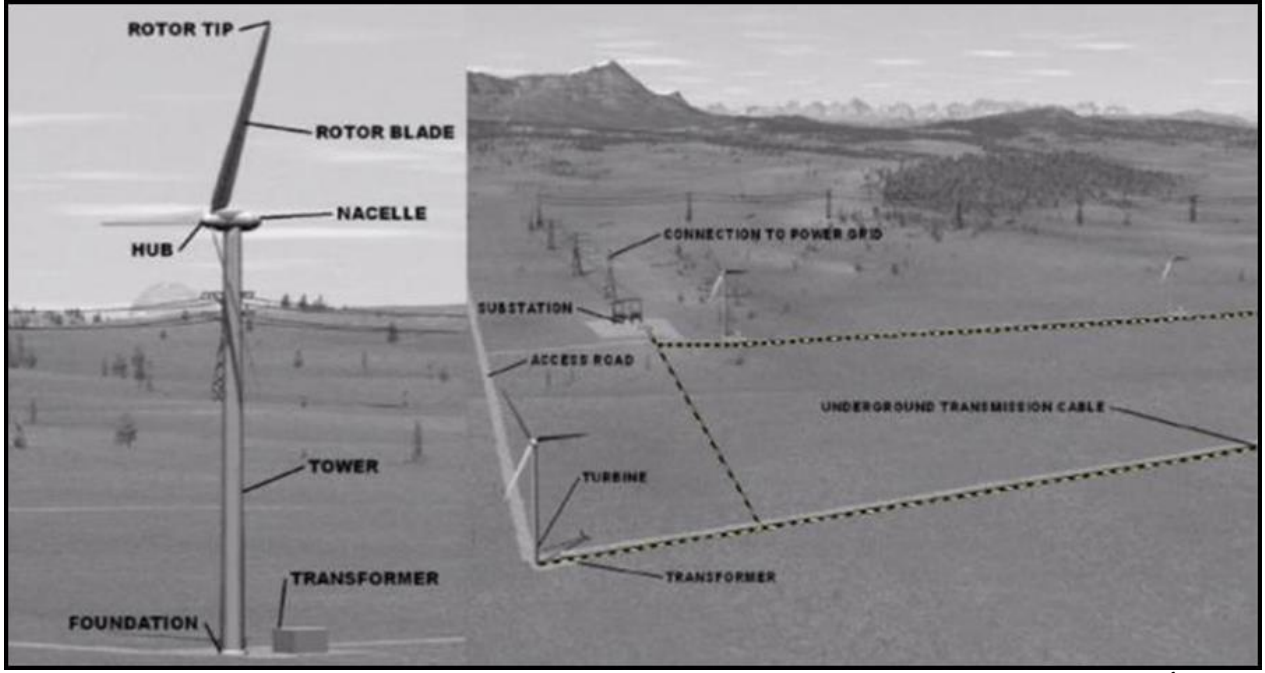 ROTOR TIP
ROTOR BLADE
NACELLE
HUB
TOWER
TRANSFORMER
FOUNDATION
CONNECTION TO POWER GRID
SUBSTATION
ACCESS ROAD
UNDERGROUND TRANSMISSION CABLE
TURBINE
TRANSFORMER